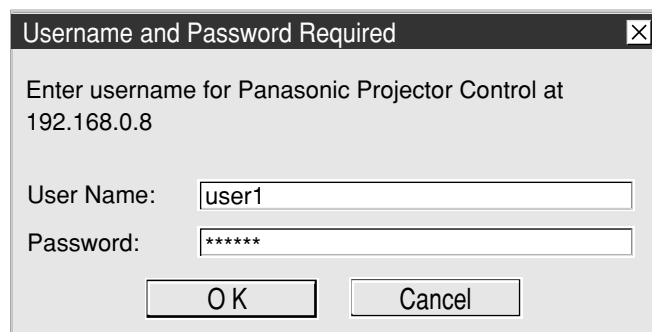 Username and Password Required
Enter username for Panasonic Projector Control at
192.168.0.8
User Name: user1
Password: ******
OK Cancel